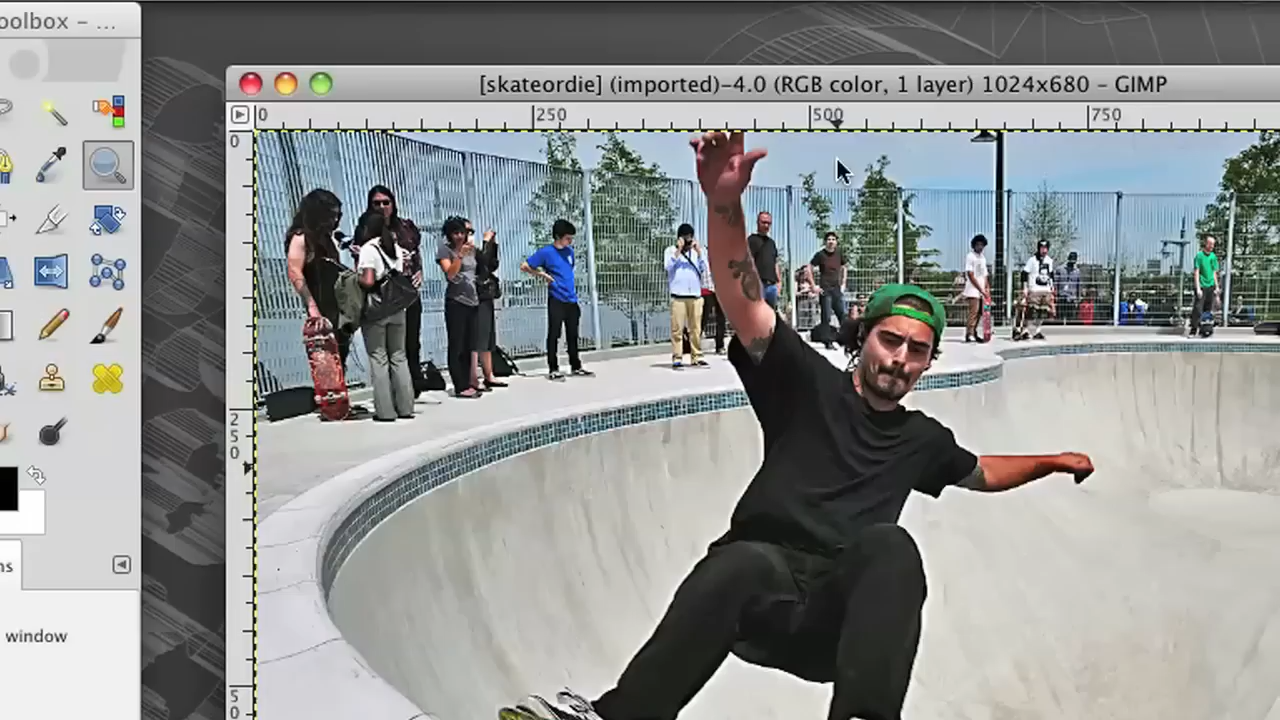 oolbox – ...
[skateordie] (imported)-4.0 (RGB color, 1 layer) 1024x680 – GIMP
0
250
500
750
0
250
50
ns
window